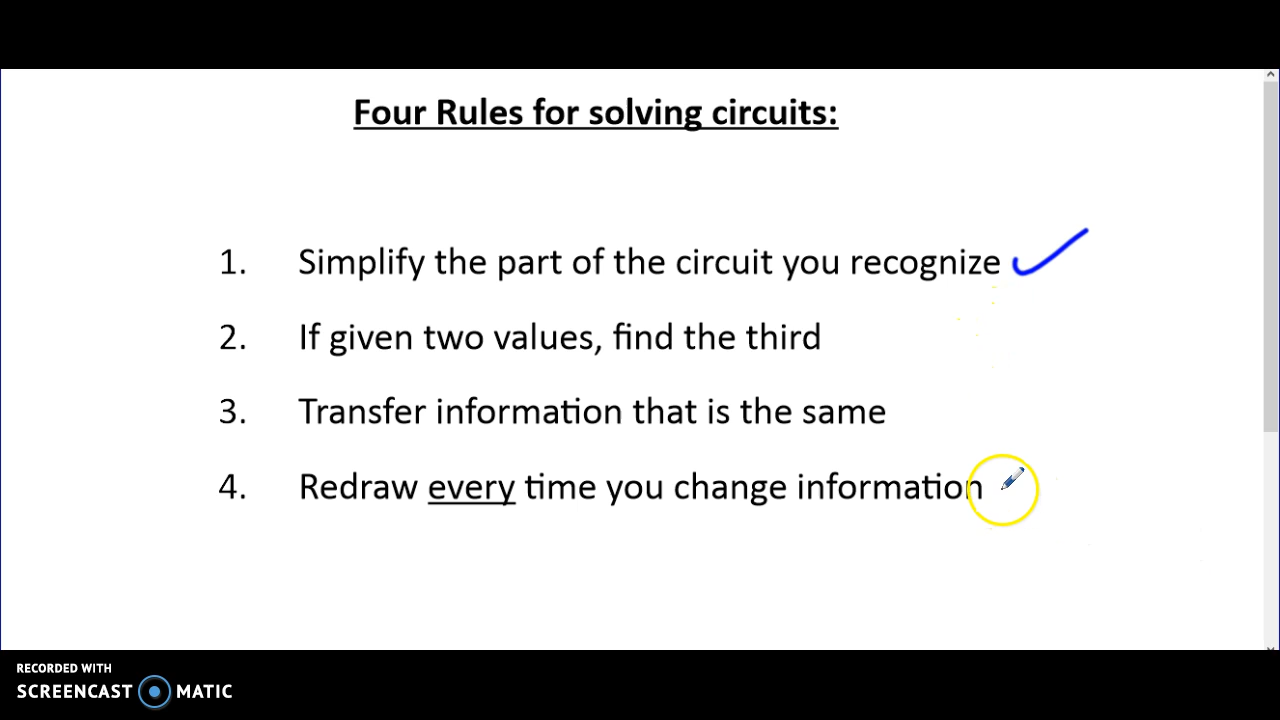 Four Rules for solving circuits:
1. Simplify the part of the circuit you recognize
2. If given two values, find the third
3. Transfer information that is the same
4. Redraw every time you change information
RECORDED WITH
SCREENCAST MATIC